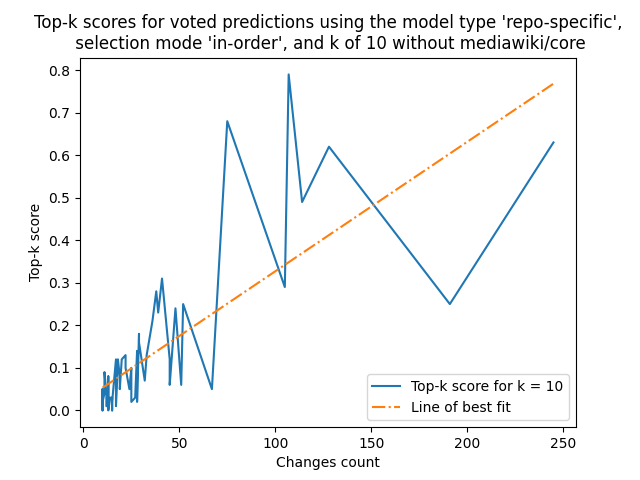 Top-k scores for voted predictions using the model type 'repo-specific',
selection mode 'in-order', and k of 10 without mediawiki/core
0.8
0.7
0.6
0.5
0.4
0.3
0.2
0.1
0.0
Top-k score
Top-k score for k = 10
Line of best fit
0 50 100 150 200 250
Changes count